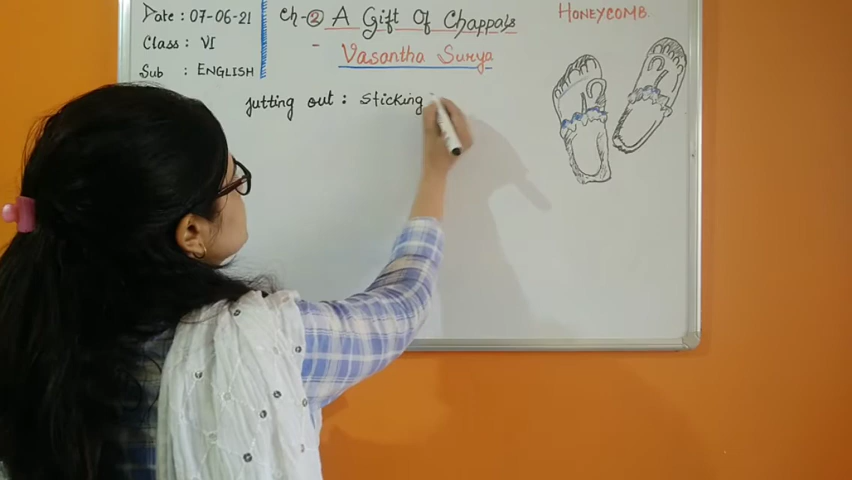 Date : 07-06-21
Class : VI
Sub : ENGLISH
Ch-② A Gift Of Chappals
- Vasantha Surya
HONEYCOMB.
Jutting out : Sticking